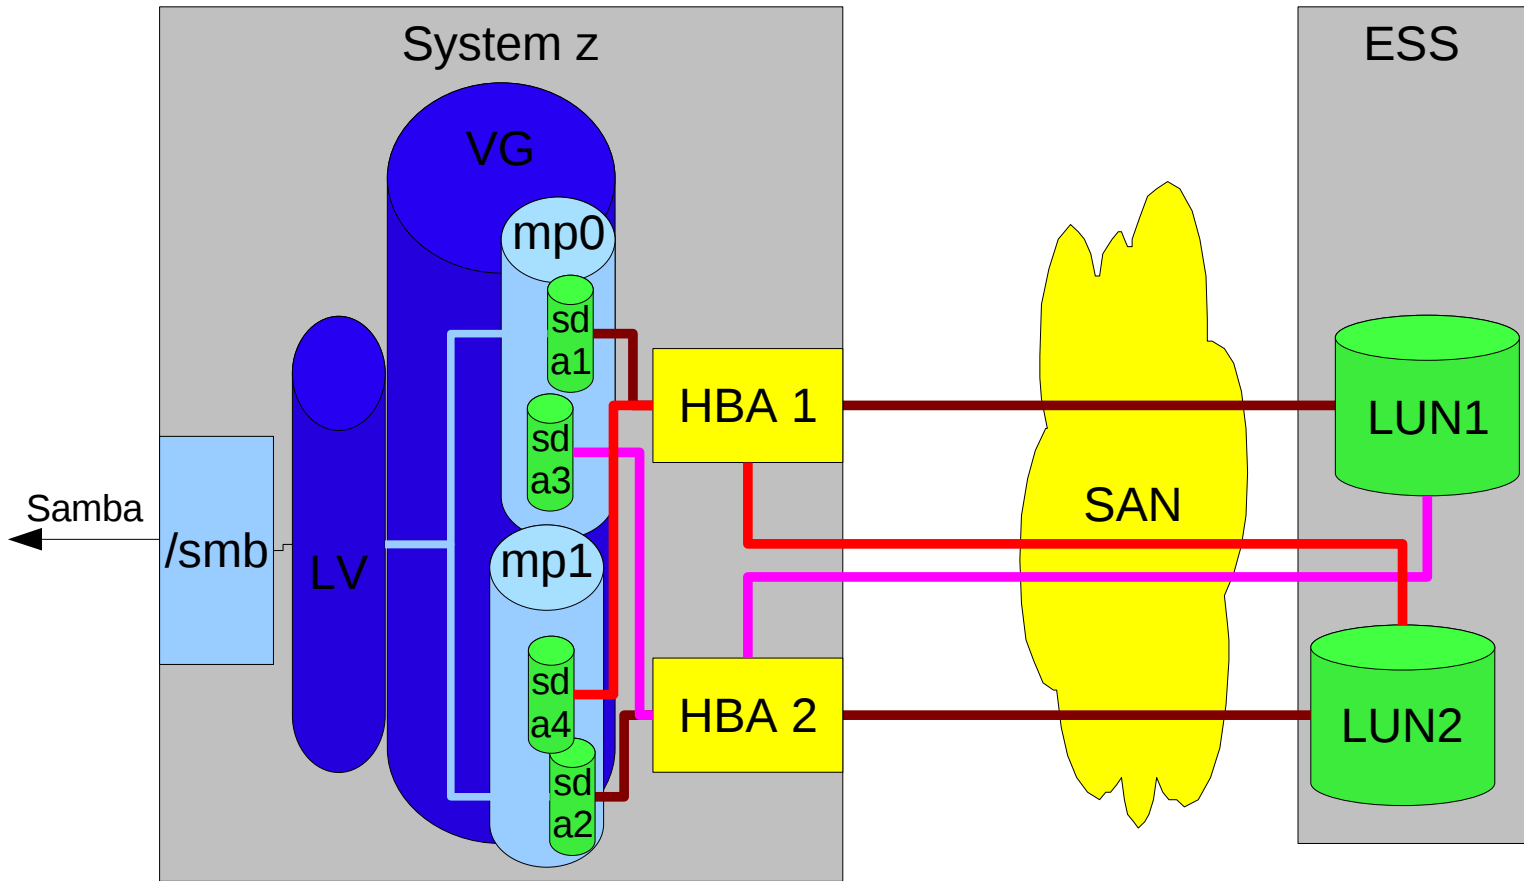 System z
ESS
VG
mp0
sd
a1
HBA 1
LUN1
sd
a3
SAN
Samba
/smb
LV
mp1
sd
a4
HBA 2
LUN2
sd
a2